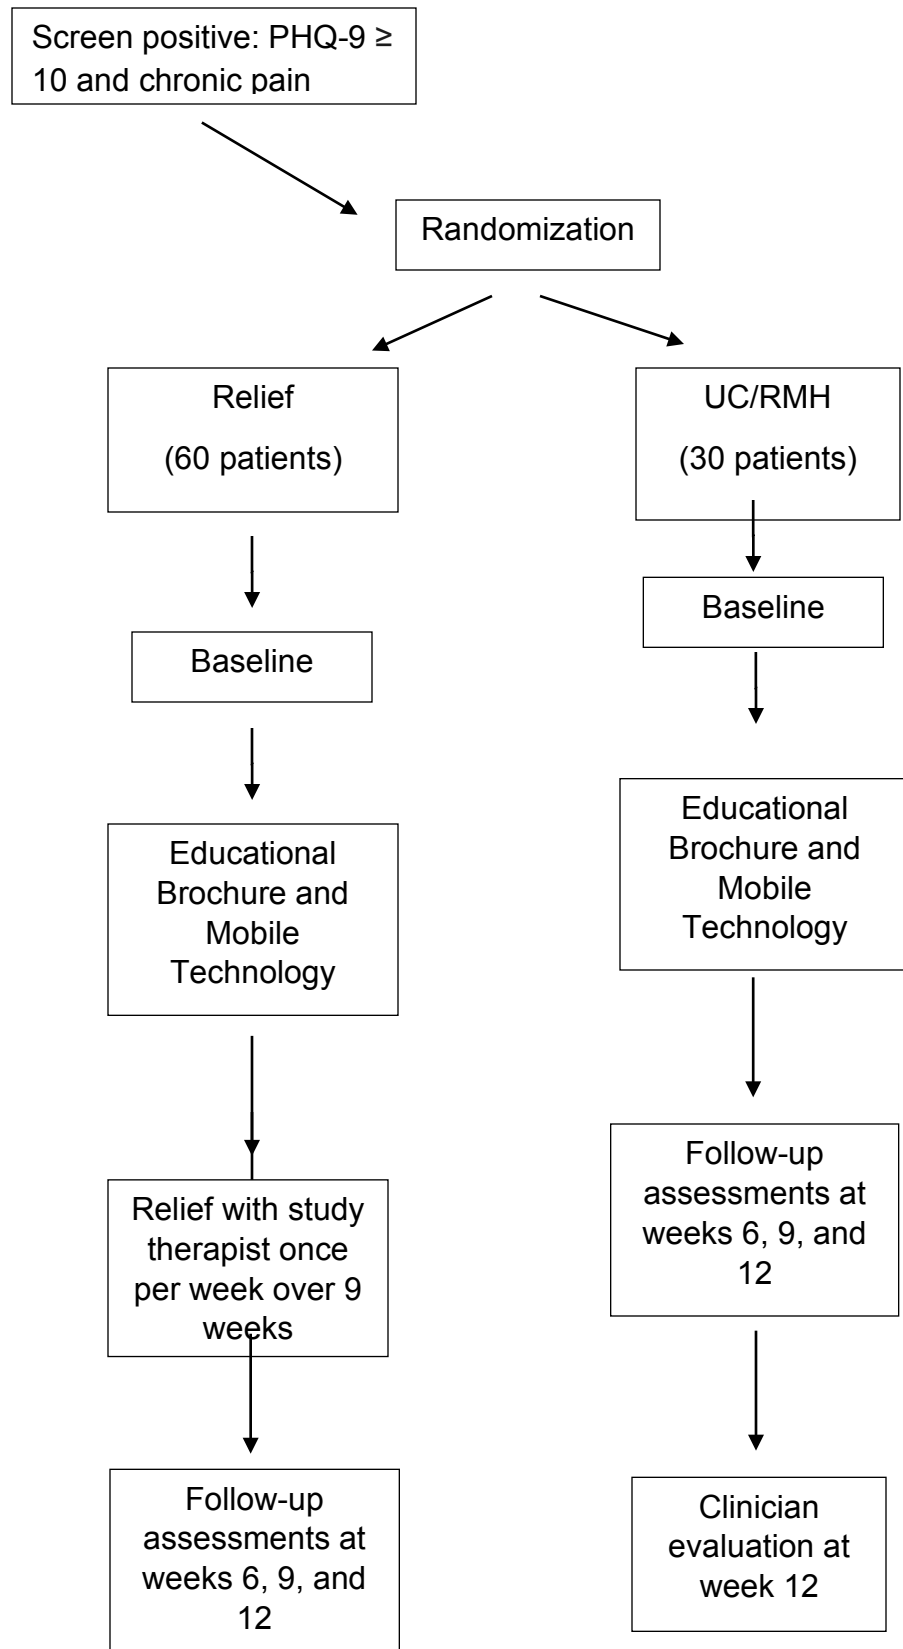 Screen positive: PHQ-9 ≥
10 and chronic pain
Randomization
Relief
(60 patients)
UC/RMH
(30 patients)
Baseline
Baseline
Educational
Brochure and
Mobile
Technology
Educational
Brochure and
Mobile
Technology
Relief with study
therapist once
per week over 9
weeks
Follow-up
assessments at
weeks 6, 9, and
12
Follow-up
assessments at
weeks 6, 9, and
12
Clinician
evaluation at
week 12